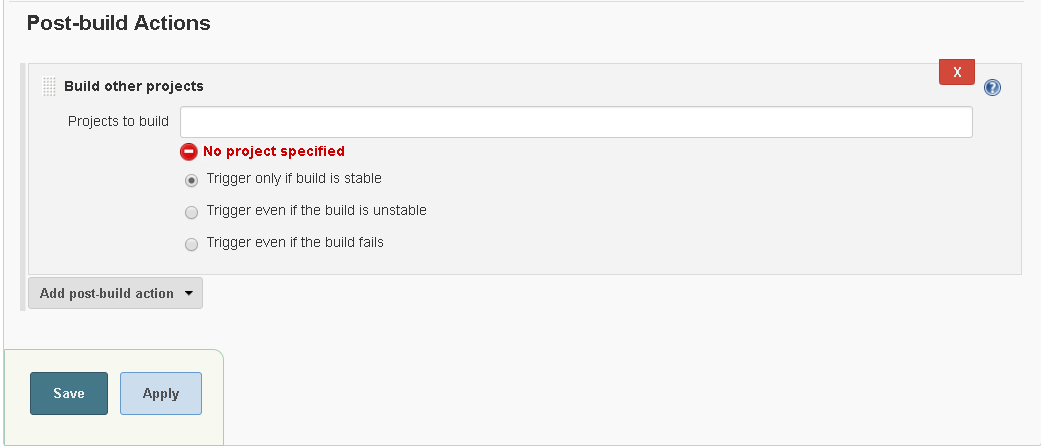 Post-build Actions
X
Build other projects
?
Projects to build
No project specified
Trigger only if build is stable
Trigger even if the build is unstable
Trigger even if the build fails
Add post-build action
Save Apply